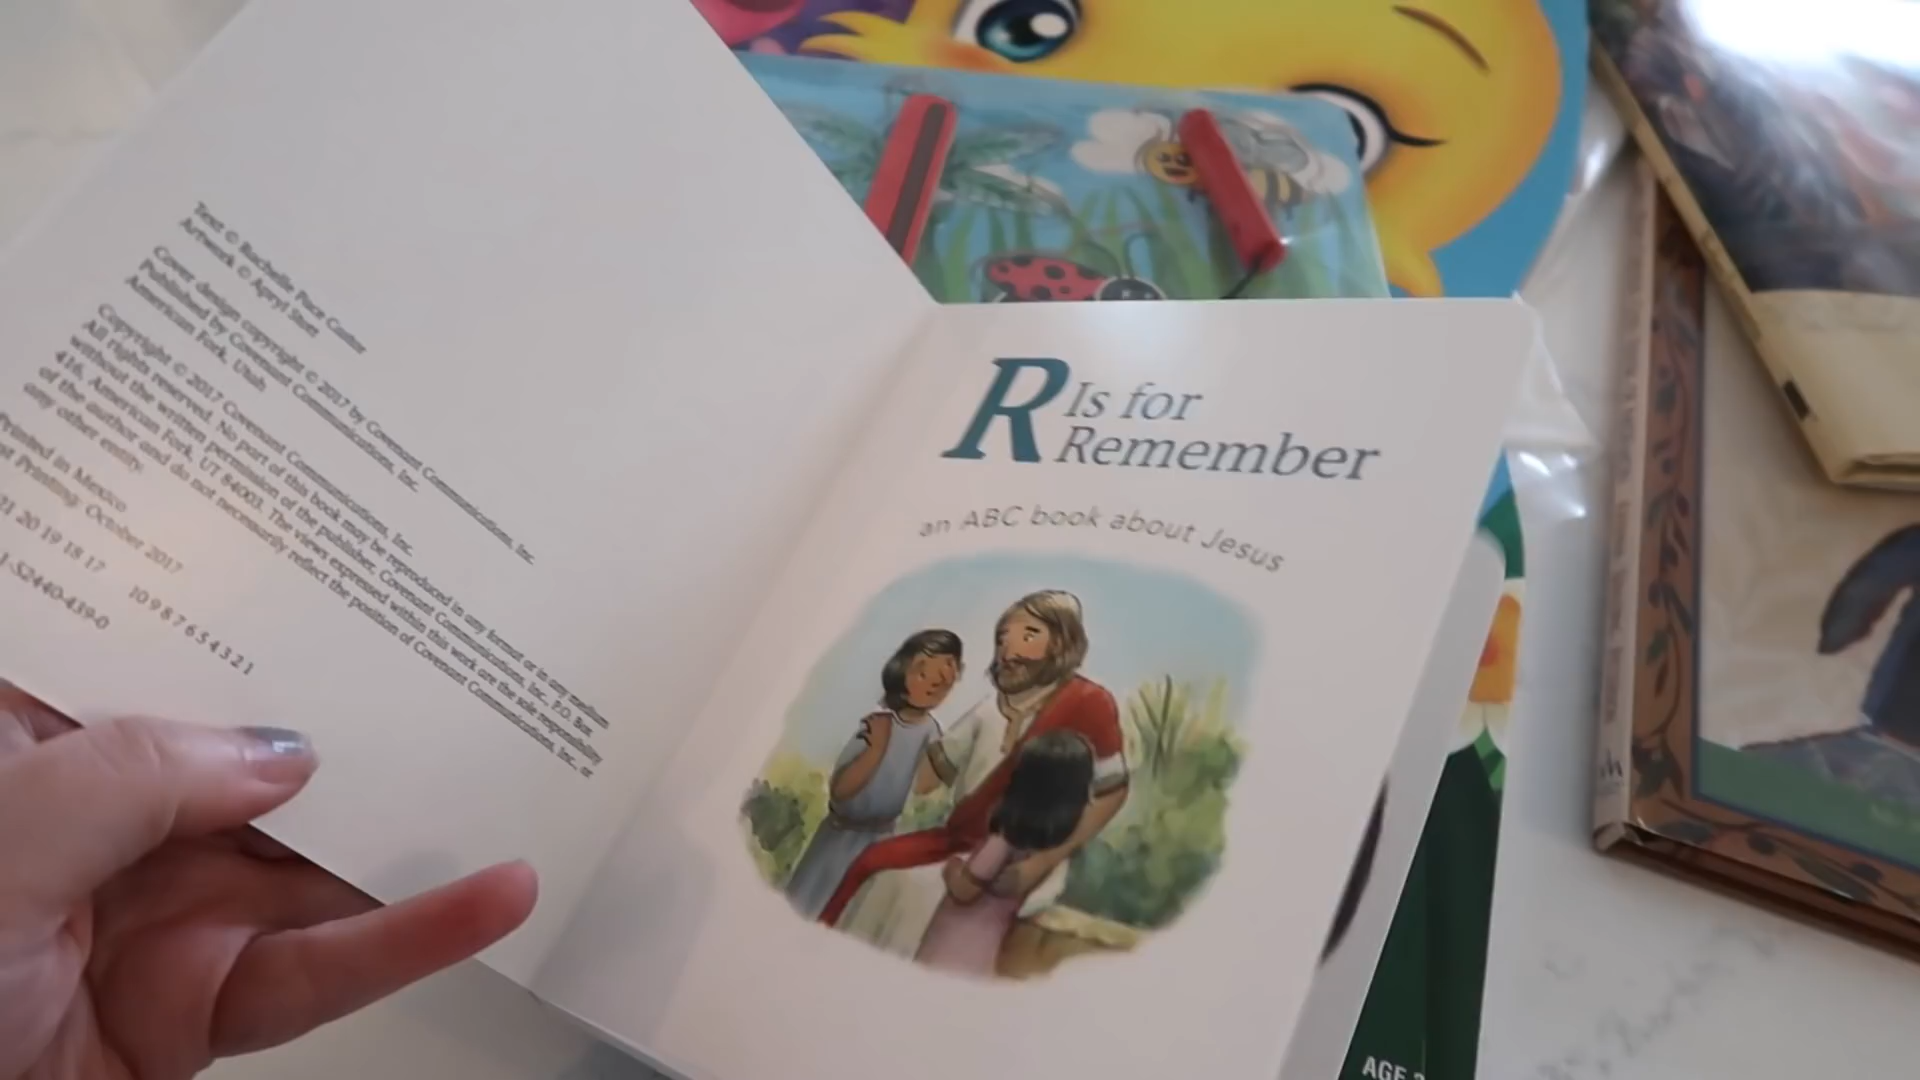 Text © Rachelle Pace Castor
Artwork © Apryl Stott
Cover design copyright © 2017 by Covenant Communications, Inc.
Published by Covenant Communications, Inc.
American Fork, Utah
Copyright © 2017 Covenant Communications, Inc.
All rights reserved. No part of this book may be reproduced in any format or in any medium
without the written permission of the publisher, Covenant Communications, Inc., P.O. Box
416, American Fork, UT 84003. The views expressed within this work are the sole responsibility
of the author and do not necessarily reflect the position of Covenant Communications, Inc., or
any other entity.
Printed in Mexico
Printing: October 2017
21 20 19 18 17 10 9 8 7 6 5 4 3 2 1
1-52440-439-0
R Is for
Remember
an ABC book about Jesus
AGE